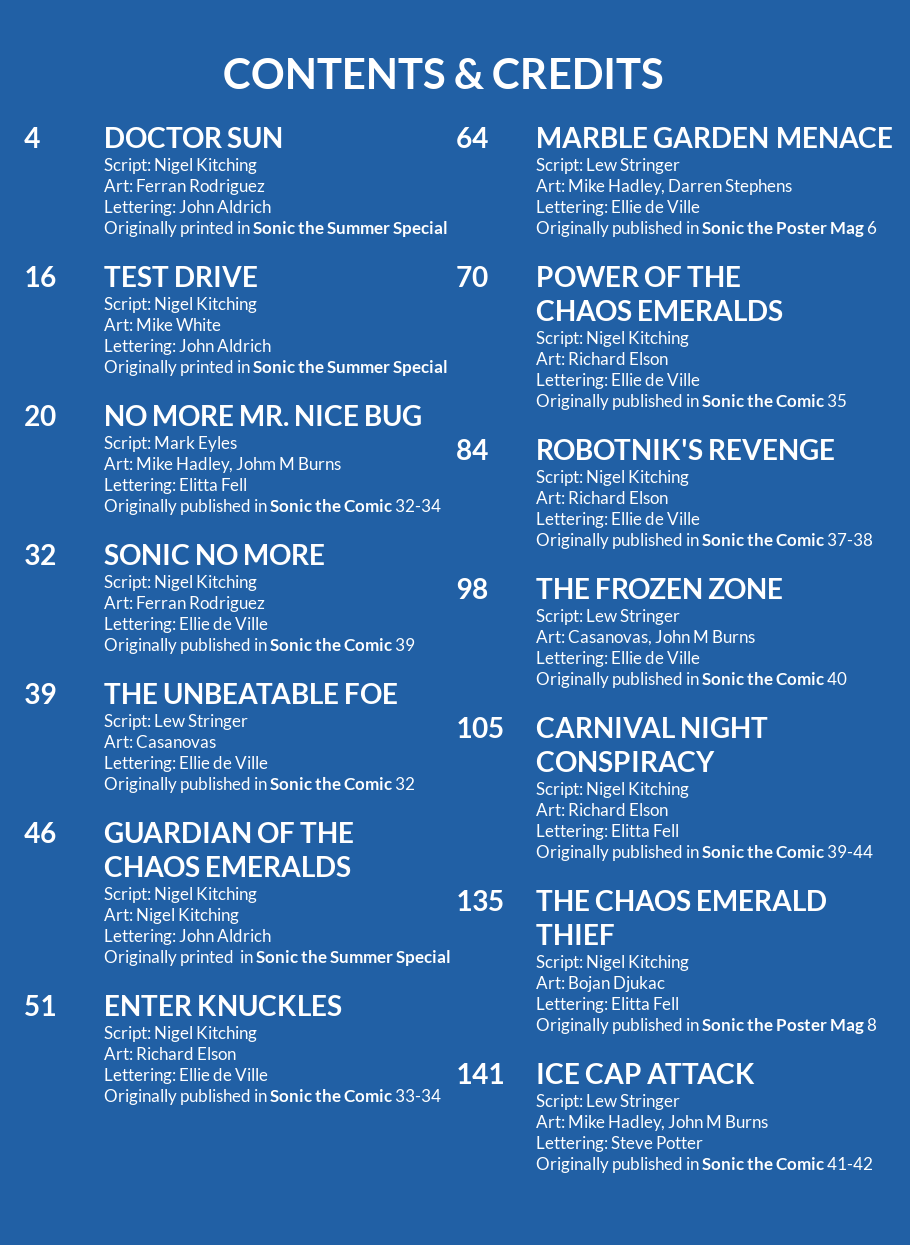 CONTENTS & CREDITS
4 DOCTOR SUN
Script: Nigel Kitching
Art: Ferran Rodriguez
Lettering: John Aldrich
Originally printed in Sonic the Summer Special
16 TEST DRIVE
Script: Nigel Kitching
Art: Mike White
Lettering: John Aldrich
Originally printed in Sonic the Summer Special
20 NO MORE MR. NICE BUG
Script: Mark Eyles
Art: Mike Hadley, Johm M Burns
Lettering: Elitta Fell
Originally published in Sonic the Comic 32-34
32 SONIC NO MORE
Script: Nigel Kitching
Art: Ferran Rodriguez
Lettering: Ellie de Ville
Originally published in Sonic the Comic 39
39 THE UNBEATABLE FOE
Script: Lew Stringer
Art: Casanovas
Lettering: Ellie de Ville
Originally published in Sonic the Comic 32
46 GUARDIAN OF THE
CHAOS EMERALDS
Script: Nigel Kitching
Art: Nigel Kitching
Lettering: John Aldrich
Originally printed  in Sonic the Summer Special
51 ENTER KNUCKLES
Script: Nigel Kitching
Art: Richard Elson
Lettering: Ellie de Ville
Originally published in Sonic the Comic 33-34
64 MARBLE GARDEN MENACE
Script: Lew Stringer
Art: Mike Hadley, Darren Stephens
Lettering: Ellie de Ville
Originally published in Sonic the Poster Mag 6
70 POWER OF THE
CHAOS EMERALDS
Script: Nigel Kitching
Art: Richard Elson
Lettering: Ellie de Ville
Originally published in Sonic the Comic 35
84 ROBOTNIK'S REVENGE
Script: Nigel Kitching
Art: Richard Elson
Lettering: Ellie de Ville
Originally published in Sonic the Comic 37-38
98 THE FROZEN ZONE
Script: Lew Stringer
Art: Casanovas, John M Burns
Lettering: Ellie de Ville
Originally published in Sonic the Comic 40
105 CARNIVAL NIGHT
CONSPIRACY
Script: Nigel Kitching
Art: Richard Elson
Lettering: Elitta Fell
Originally published in Sonic the Comic 39-44
135 THE CHAOS EMERALD
THIEF
Script: Nigel Kitching
Art: Bojan Djukac
Lettering: Elitta Fell
Originally published in Sonic the Poster Mag 8
141 ICE CAP ATTACK
Script: Lew Stringer
Art: Mike Hadley, John M Burns
Lettering: Steve Potter
Originally published in Sonic the Comic 41-42